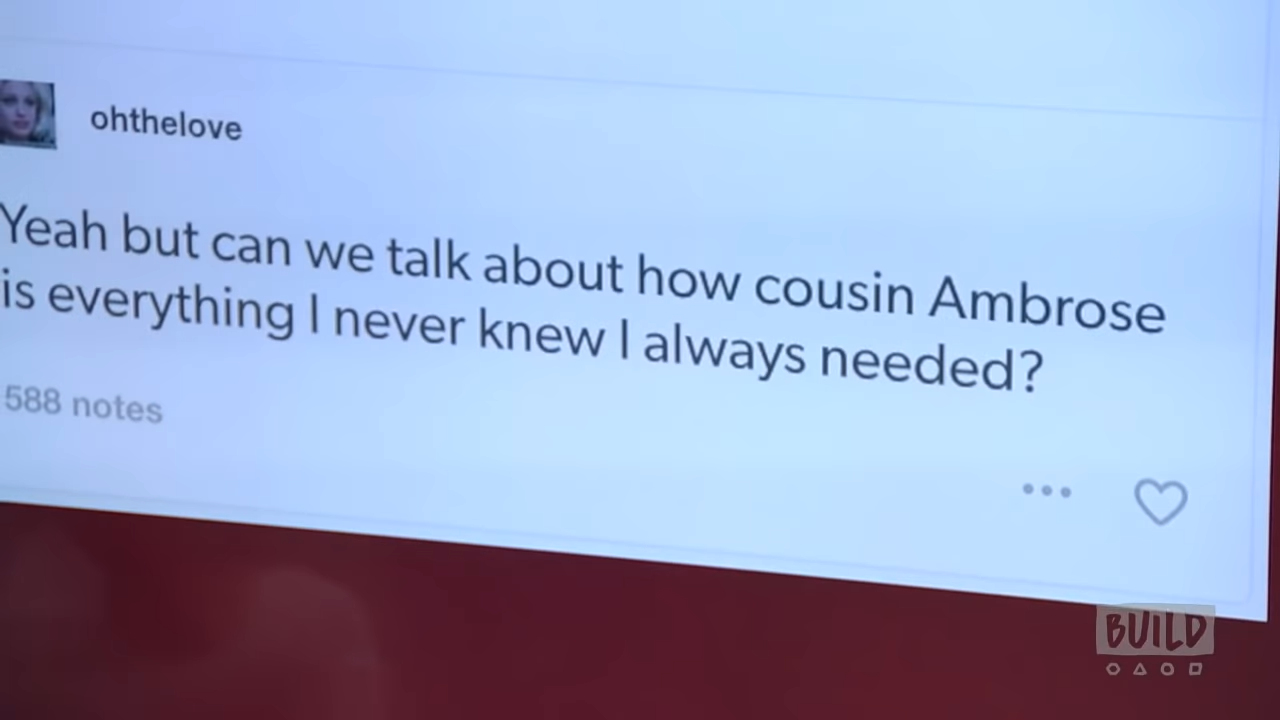 ohthelove
Yeah but can we talk about how cousin Ambrose
is everything I never knew I always needed?
588 notes
BUILD